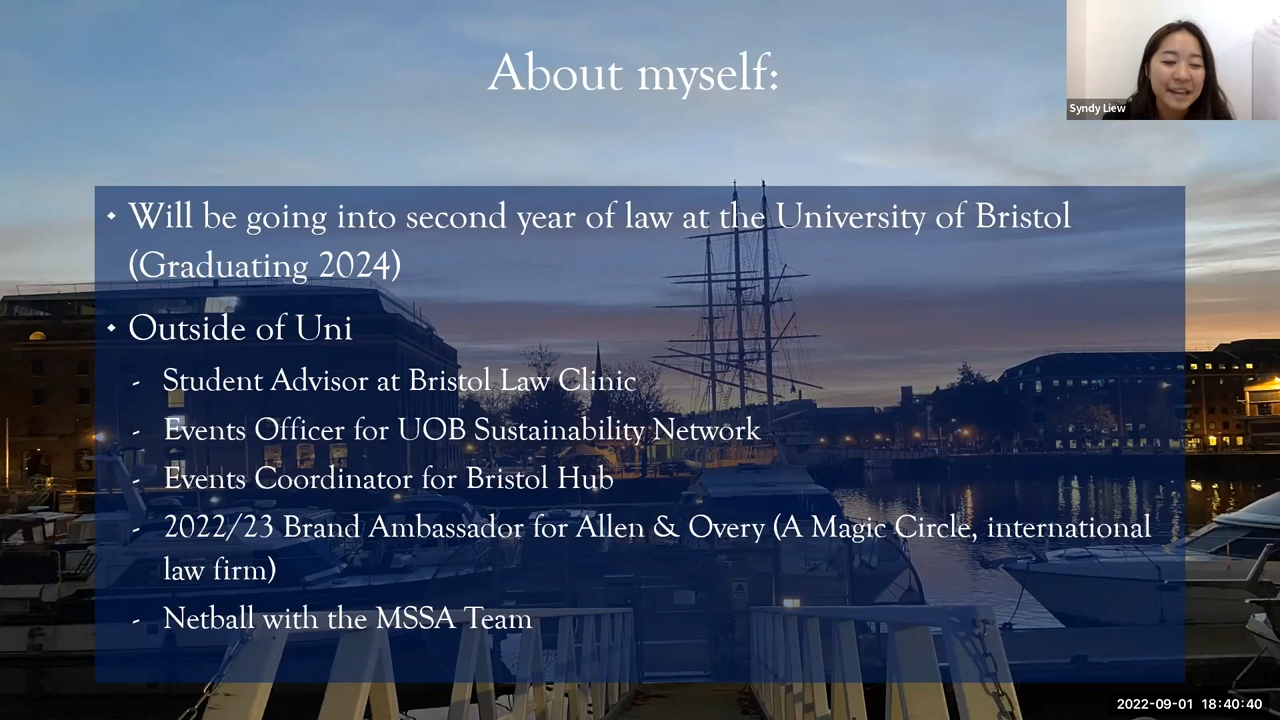 About myself:
Syndy Liew
• Will be going into second year of law at the University of Bristol
(Graduating 2024)
• Outside of Uni
- Student Advisor at Bristol Law Clinic
- Events Officer for UOB Sustainability Network
- Events Coordinator for Bristol Hub
- 2022/23 Brand Ambassador for Allen & Overy (A Magic Circle, international
law firm)
- Netball with the MSSA Team
2022-09-01 18:40:40